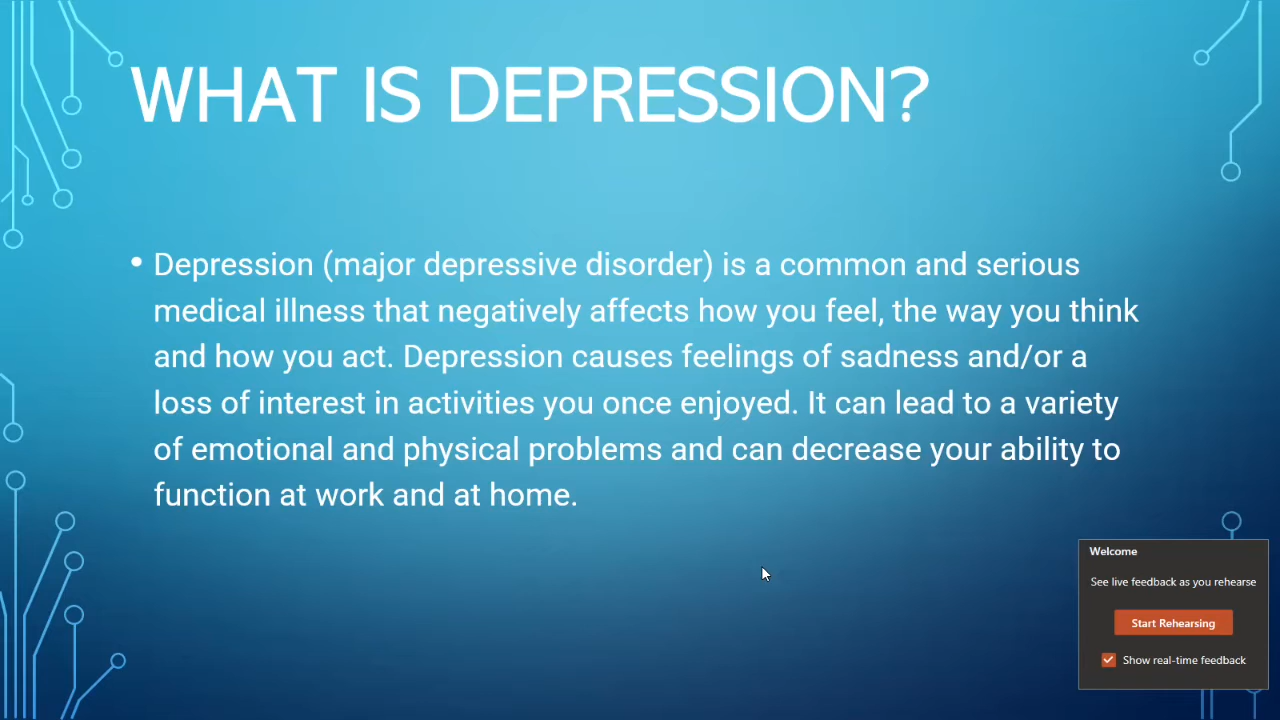 WHAT IS DEPRESSION?
• Depression (major depressive disorder) is a common and serious
medical illness that negatively affects how you feel, the way you think
and how you act. Depression causes feelings of sadness and/or a
loss of interest in activities you once enjoyed. It can lead to a variety
of emotional and physical problems and can decrease your ability to
function at work and at home.
Welcome
See live feedback as you rehearse
Start Rehearsing
Show real-time feedback